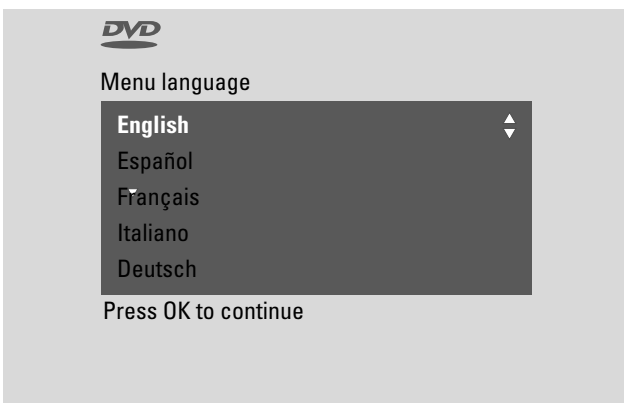 DVD
Menu language
English
Español
Français
Italiano
Deutsch
Press OK to continue